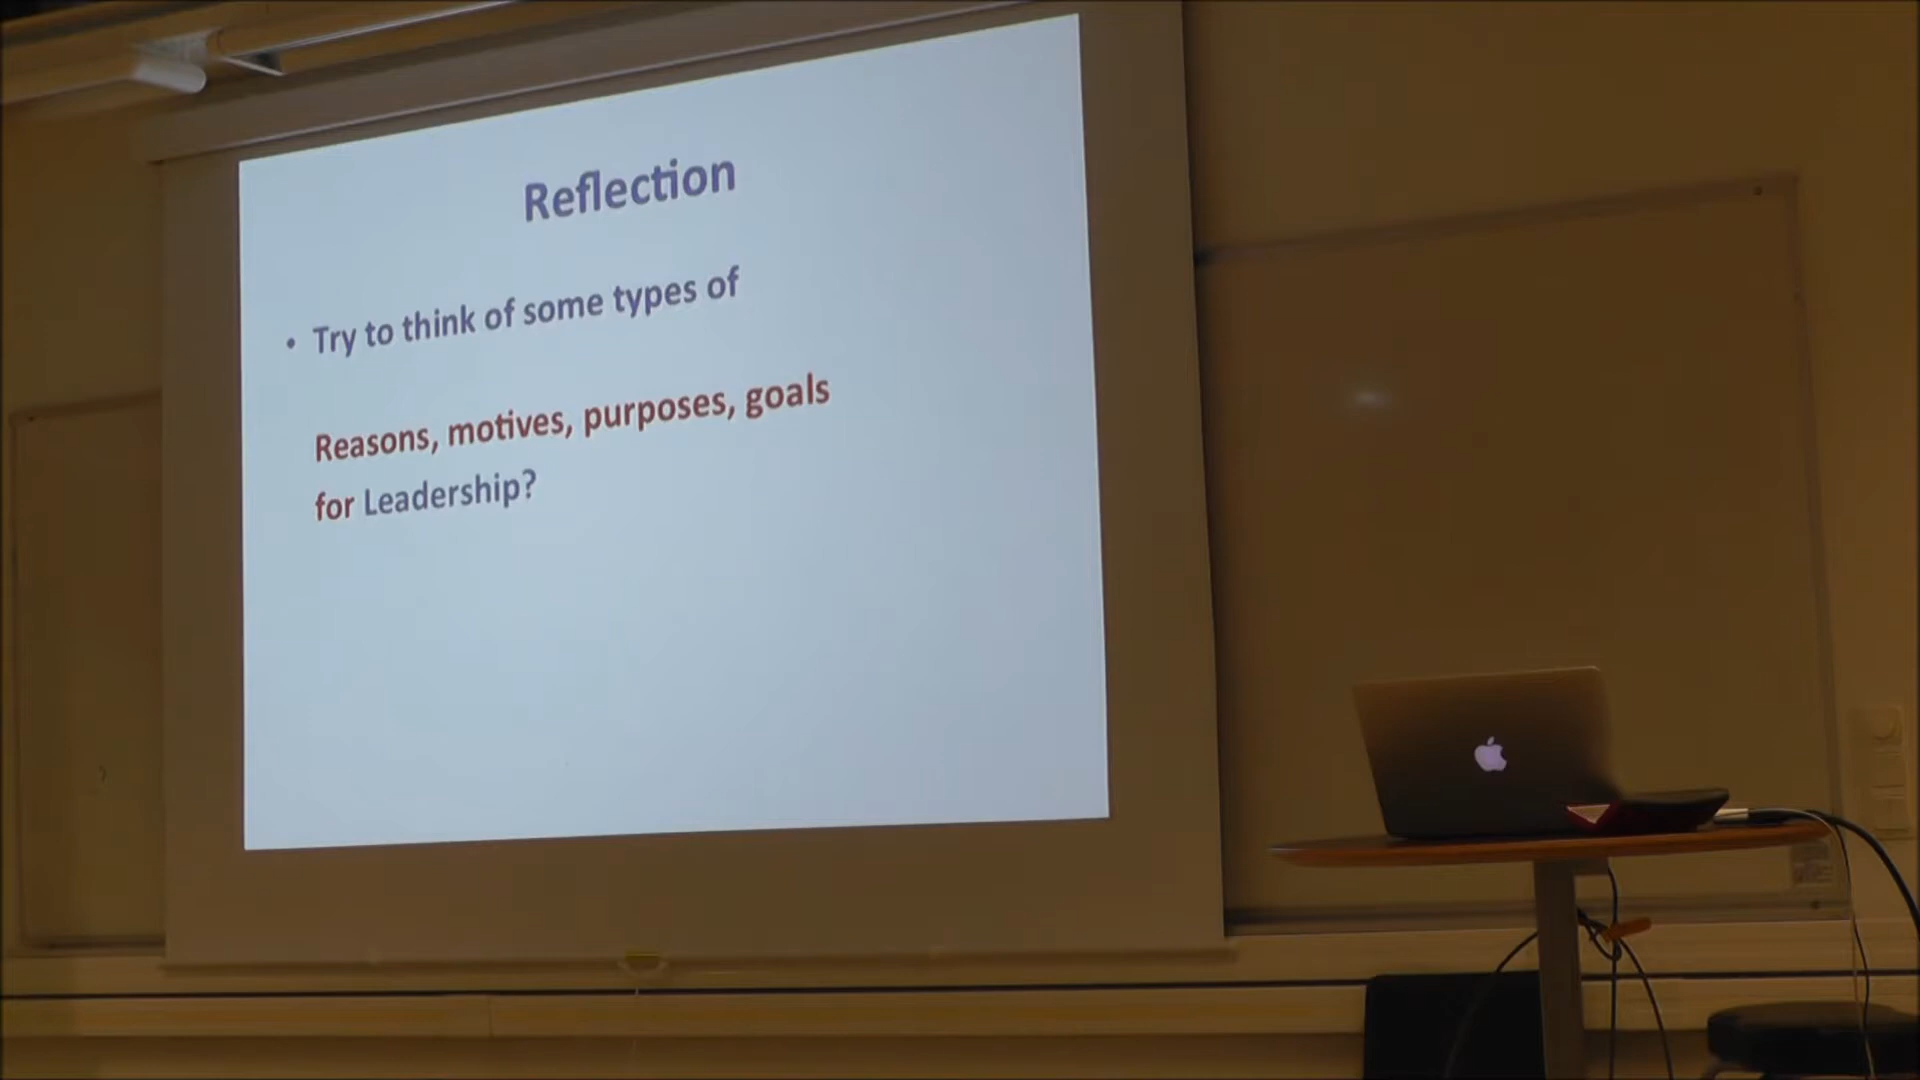 Reflection
• Try to think of some types of
Reasons, motives, purposes, goals
for Leadership?